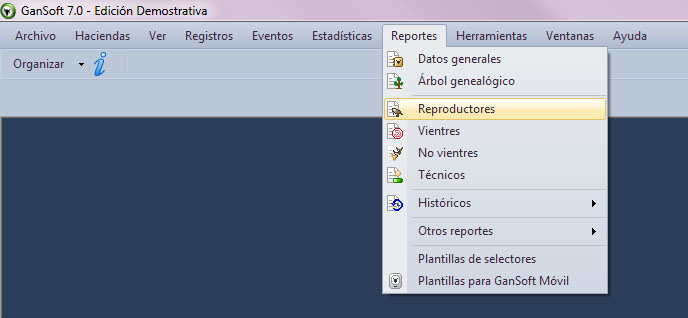 GanSoft 7.0 - Edición Demostrativa
Archivo Haciendas Ver Registros Eventos Estadísticas Reportes Herramientas Ventanas Ayuda
Organizar
Datos generales
Árbol genealógico
Reproductores
Vientres
No vientres
Técnicos
Históricos
Otros reportes
Plantillas de selectores
Plantillas para GanSoft Móvil